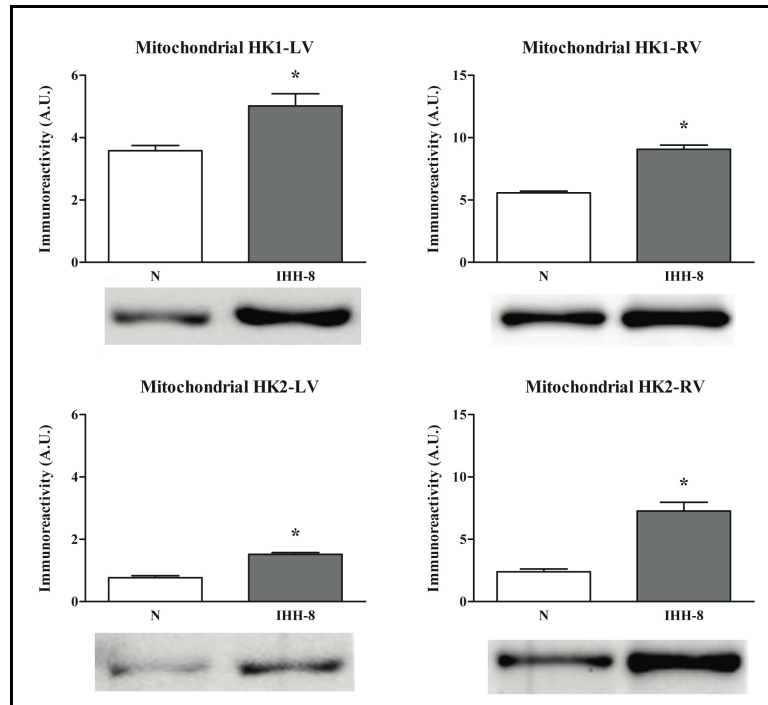 Mitochondrial HK1-LV
Immunoreactivity (A.U.)
6
4
2
0
*
N IHH-8
Mitochondrial HK1-RV
Immunoreactivity (A.U.)
15
10
5
0
*
N IHH-8
Mitochondrial HK2-LV
Immunoreactivity (A.U.)
6
4
2
0
*
N IHH-8
Mitochondrial HK2-RV
Immunoreactivity (A.U.)
15
10
5
0
*
N IHH-8